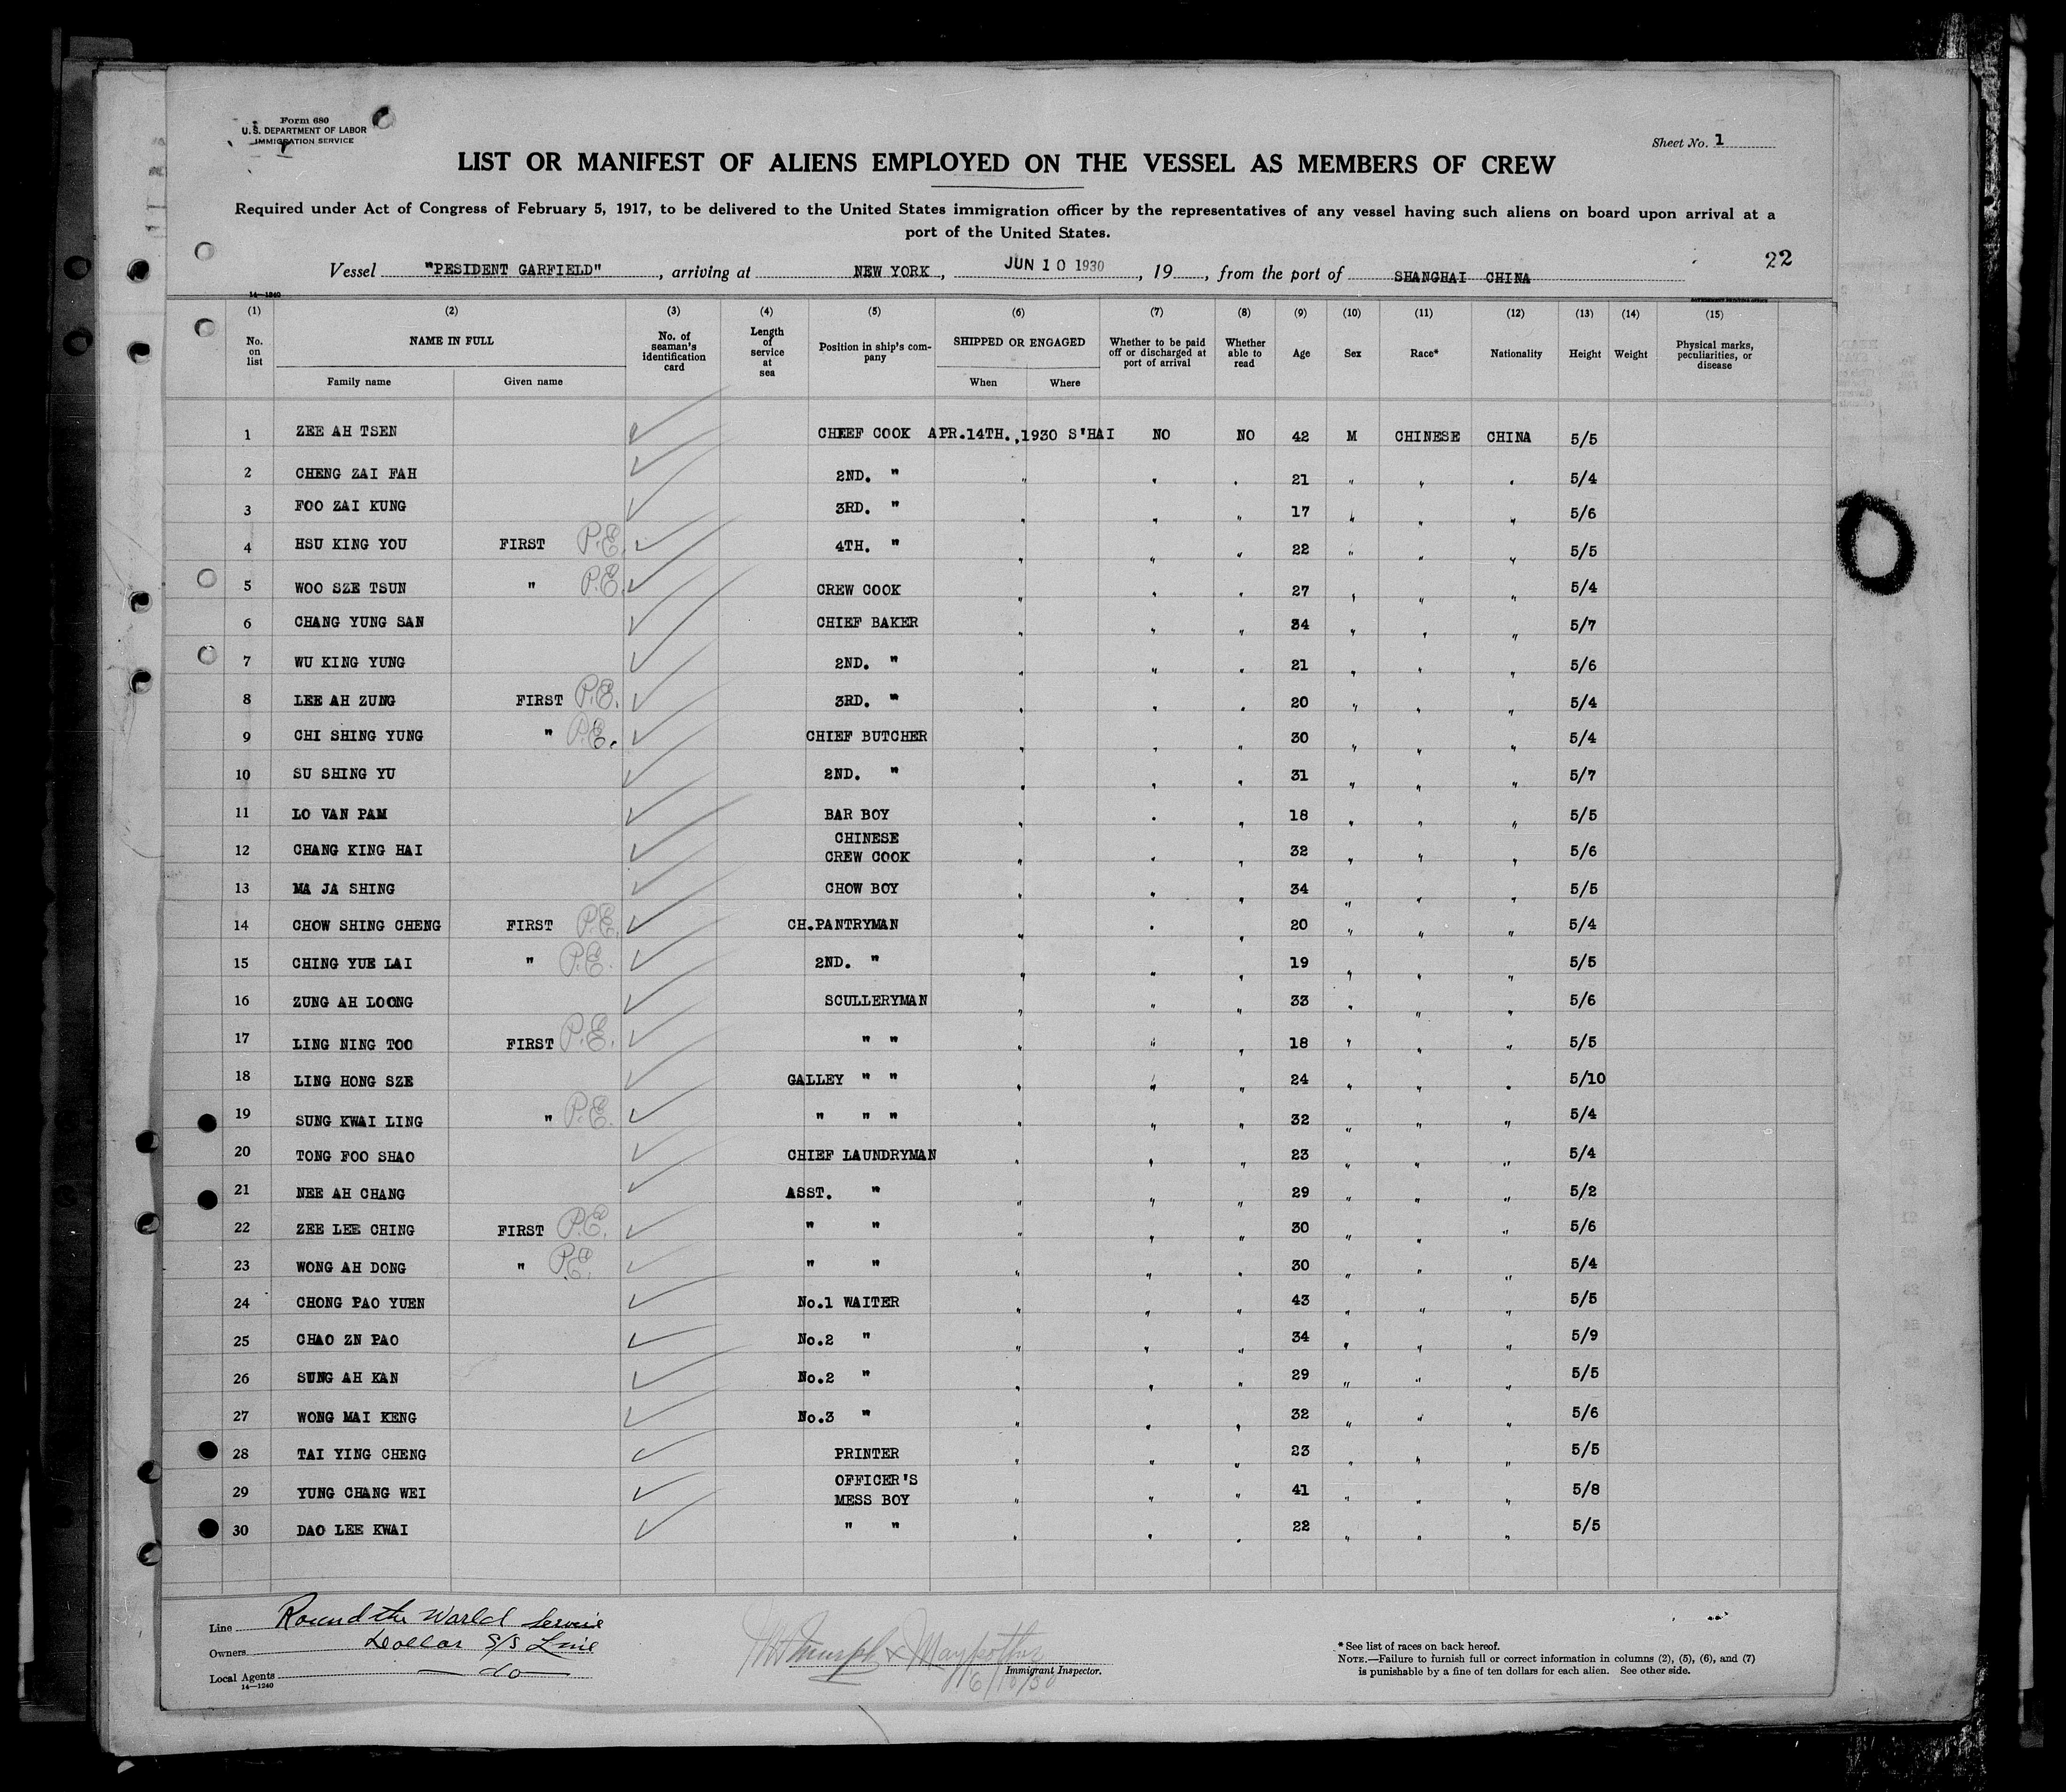 Form 680
U. S. DEPARTMENT OF LABOR
IMMIGRATION SERVICE
Sheet No. 1
LIST OR MANIFEST OF ALIENS EMPLOYED ON THE VESSEL AS MEMBERS OF CREW
Required under Act of Congress of February 5, 1917, to be delivered to the United States immigration officer by the representatives of any vessel having such aliens on board upon arrival at a
port of the United States.
22
Vessel "PESIDENT GARFIELD", arriving at NEW YORK, JUN 10 1930, 19, from the port of SHANGHAI CHINA
14—1240
(1) (2) (3) (4) (5) (6) (7) (8) (9) (10) (11) (12) (13) (14) (15)
No. on list NAME IN FULL Family name Given name No. of seaman's identification card Length of service at sea Position in ship's company SHIPPED OR ENGAGED When Where Whether to be paid off or discharged at port of arrival Whether able to read Age Sex Race* Nationality Height Weight Physical marks, peculiarities, or disease
1 ZEE AH TSEN CHEEF COOK APR.14TH.,1930 S'HAI NO NO 42 M CHINESE CHINA 5/5
2 CHENG ZAI FAH 2ND. " " " " 21 " " " 5/4
3 FOO ZAI KUNG 3RD. " " " " 17 " " " 5/6
4 HSU KING YOU FIRST P.E. 4TH. " " " " 22 " " " 5/5
5 WOO SZE TSUN " P.E. CREW COOK " " " 27 " " " 5/4
6 CHANG YUNG SAN CHIEF BAKER " " " 34 " " " 5/7
7 WU KING YUNG 2ND. " " " " 21 " " " 5/6
8 LEE AH ZUNG FIRST P.E. 3RD. " " " " 20 " " " 5/4
9 CHI SHING YUNG " P.E. CHIEF BUTCHER " " " 30 " " " 5/4
10 SU SHING YU 2ND. " " " " 31 " " " 5/7
11 LO VAN PAM BAR BOY " " " 18 " " " 5/5
12 CHANG KING HAI CHINESE CREW COOK " " " 32 " " " 5/6
13 MA JA SHING CHOW BOY " " " 34 " " " 5/5
14 CHOW SHING CHENG FIRST P.E. CH.PANTRYMAN " " " 20 " " " 5/4
15 CHING YUE LAI " P.E. 2ND. " " " " 19 " " " 5/5
16 ZUNG AH LOONG SCULLERYMAN " " " 33 " " " 5/6
17 LING NING TOO FIRST P.E. " " " " " 18 " " " 5/5
18 LING HONG SZE GALLEY " " " " " 24 " " " 5/10
19 SUNG KWAI LING " P.E. " " " " " " 32 " " " 5/4
20 TONG FOO SHAO CHIEF LAUNDRYMAN " " " 23 " " " 5/4
21 NEE AH CHANG ASST. " " " " 29 " " " 5/2
22 ZEE LEE CHING FIRST P.E. " " " " " 30 " " " 5/6
23 WONG AH DONG " P.E. " " " " " 30 " " " 5/4
24 CHONG PAO YUEN No.1 WAITER " " " 43 " " " 5/5
25 CHAO ZN PAO No.2 " " " " 34 " " " 5/9
26 SUNG AH KAN No.2 " " " " 29 " " " 5/5
27 WONG MAI KENG No.3 " " " " 32 " " " 5/6
28 TAI YING CHENG PRINTER " " " 23 " " " 5/5
29 YUNG CHANG WEI OFFICER'S MESS BOY " " " 41 " " " 5/8
30 DAO LEE KWAI " " " " " 22 " " " 5/5
Line Round the World Service
Owners Dollar S/S Line
Local Agents — do —
14—1240
Immigrant Inspector.
6/10/30
* See list of races on back hereof.
NOTE.—Failure to furnish full or correct information in columns (2), (5), (6), and (7)
is punishable by a fine of ten dollars for each alien. See other side.